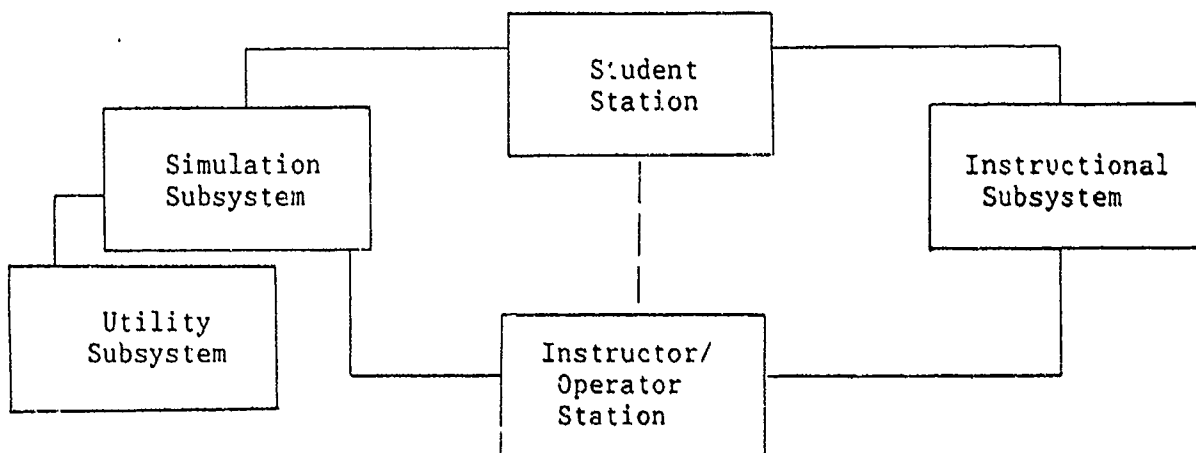 Student
Station
Simulation
Subsystem
Instructional
Subsystem
Utility
Subsystem
Instructor/
Operator
Station